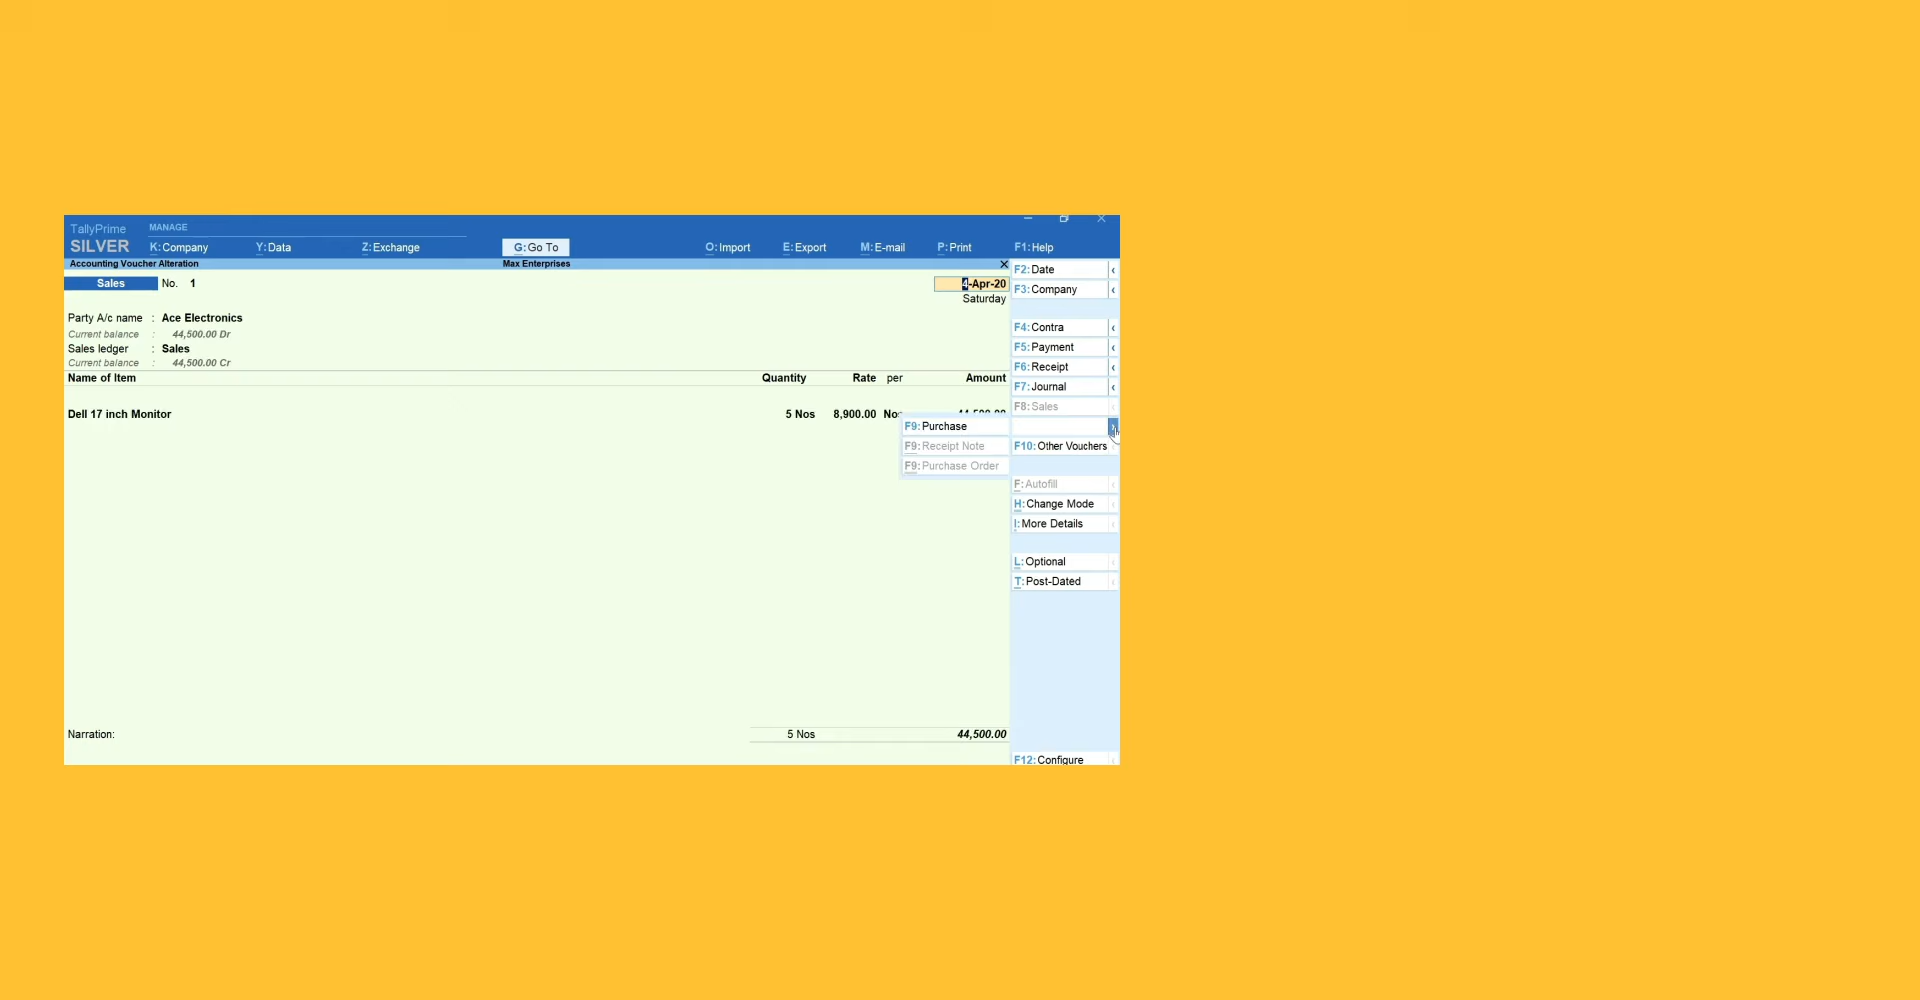 TallyPrime
SILVER
MANAGE
K:Company Y:Data Z:Exchange G:Go To O:Import E:Export M:E-mail P:Print F1:Help
Accounting Voucher Alteration Max Enterprises
Sales No. 1 4-Apr-20
Saturday
Party A/c name : Ace Electronics
Current balance : 44,500.00 Dr
Sales ledger : Sales
Current balance : 44,500.00 Cr
Name of Item Quantity Rate per Amount
Dell 17 inch Monitor 5 Nos 8,900.00 Nos 44,500.00
F9:Purchase
F9:Receipt Note
F9:Purchase Order
Narration: 5 Nos 44,500.00
F2:Date
F3:Company
F4:Contra
F5:Payment
F6:Receipt
F7:Journal
F8:Sales
F10:Other Vouchers
F:Autofill
H:Change Mode
I:More Details
L:Optional
T:Post-Dated
F12:Configure